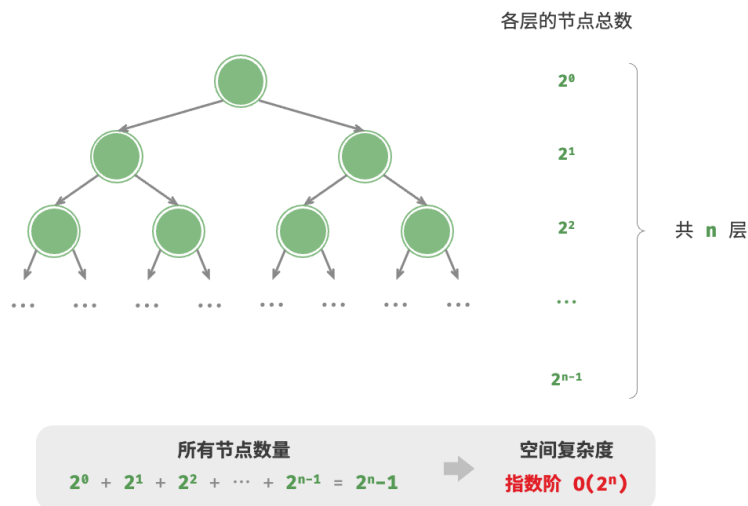 各层的节点总数
2⁰
2¹
2²
共 n 层
... ... ... ... ... ... ... ...
...
2ⁿ⁻¹
所有节点数量
2⁰ + 2¹ + 2² + ... + 2ⁿ⁻¹ = 2ⁿ-1
空间复杂度
指数阶 O(2ⁿ)